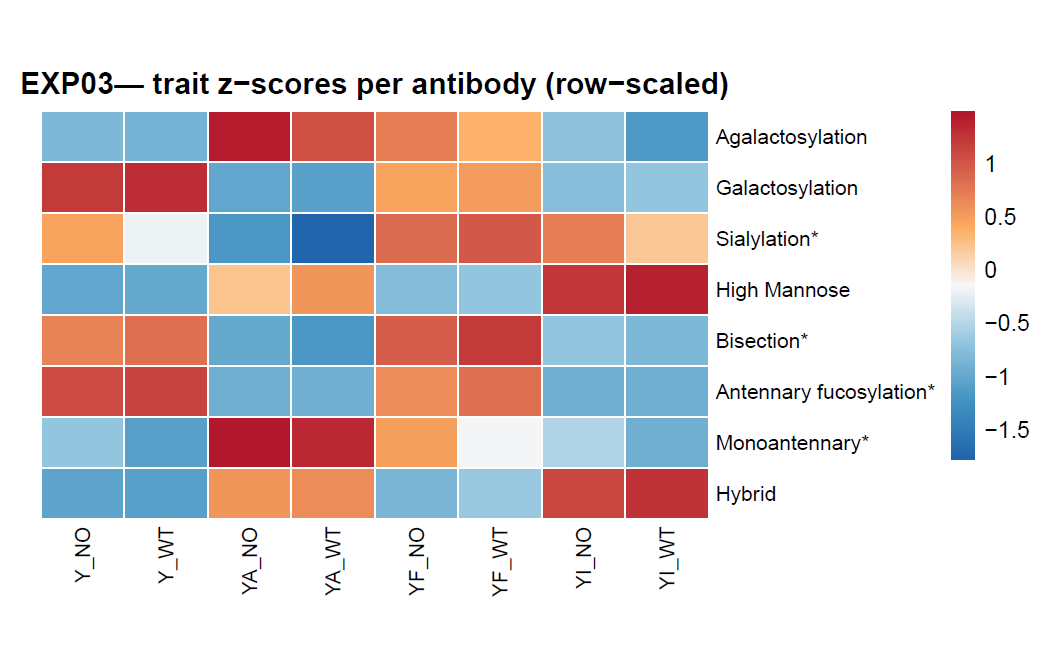 EXP03— trait z−scores per antibody (row−scaled)
Agalactosylation
Galactosylation
Sialylation*
High Mannose
Bisection*
Antennary fucosylation*
Monoantennary*
Hybrid
1
0.5
0
−0.5
−1
−1.5
Y_NO
Y_WT
YA_NO
YA_WT
YF_NO
YF_WT
YI_NO
YI_WT